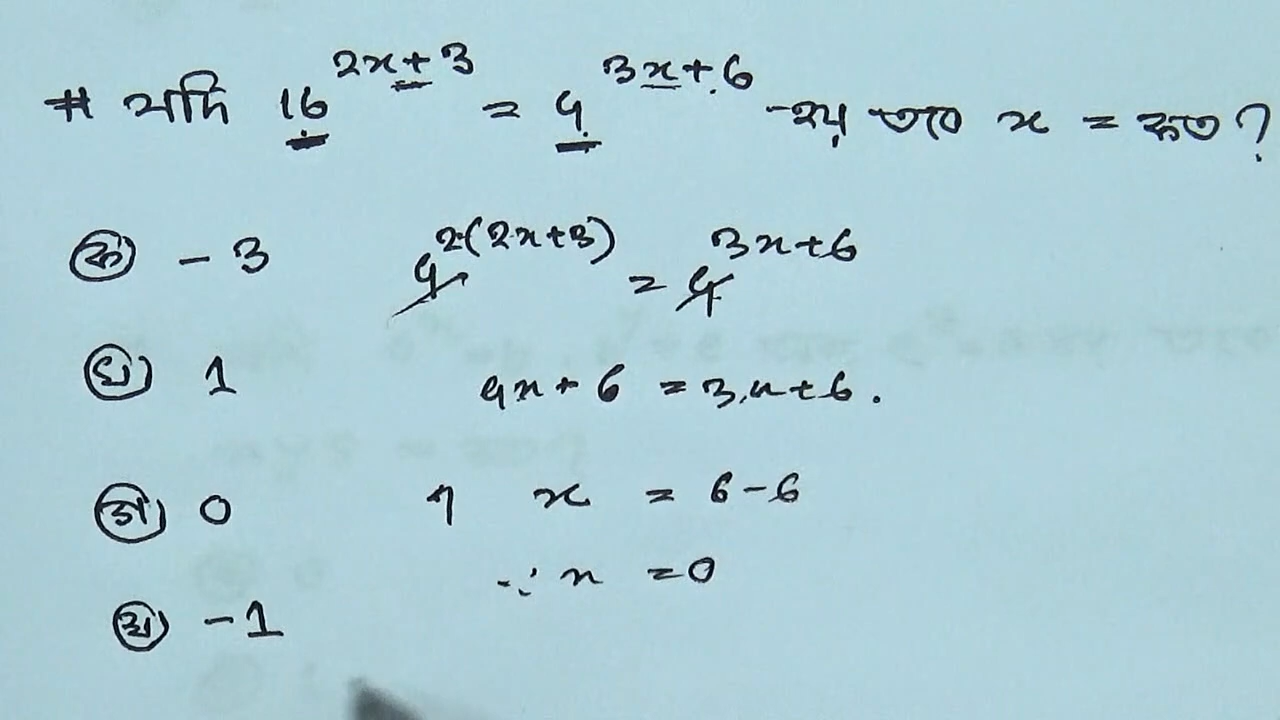 # যদি 16^{2x+3} = 4^{3x+6} হয় তবে x = কত ?
(ক) - 3
4^{2(2x+3)} = 4^{3x+6}
(খ) 1
4x + 6 = 3x + 6.
(গ) 0
x = 6 - 6
∴ x = 0
(ঘ) - 1